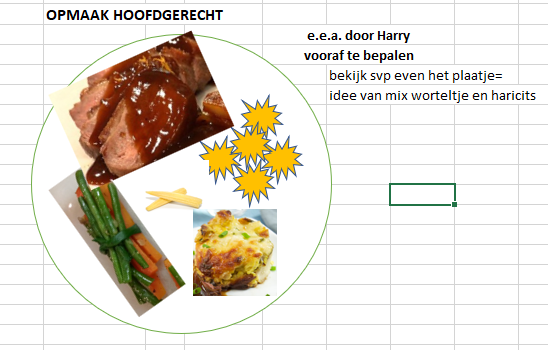 OPMAAK HOOFDGERECHT
e.e.a. door Harry
vooraf te bepalen
bekijk svp even het plaatje=
idee van mix worteltje en haricits